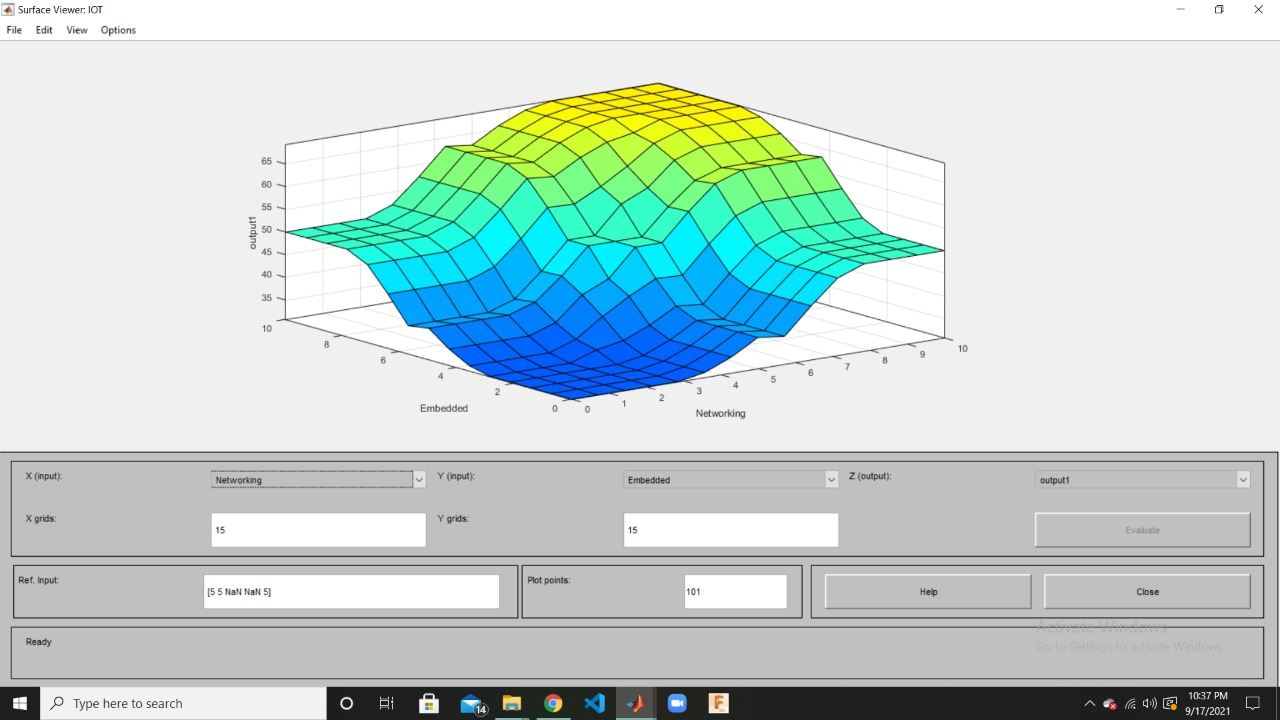 Surface Viewer: IOT
File Edit View Options
65
60
55
50
45
40
35
output1
10
8
6
4
2
0
Embedded
0
1
2
3
4
5
6
7
8
9
10
Networking
X (input): Networking Y (input): Embedded Z (output): output1
X grids: 15 Y grids: 15 Evaluate
Ref. Input: [5 5 NaN NaN 5] Plot points: 101 Help Close
Activate Windows
Go to Settings to activate Windows.
Ready
Type here to search
14
10:37 PM
9/17/2021